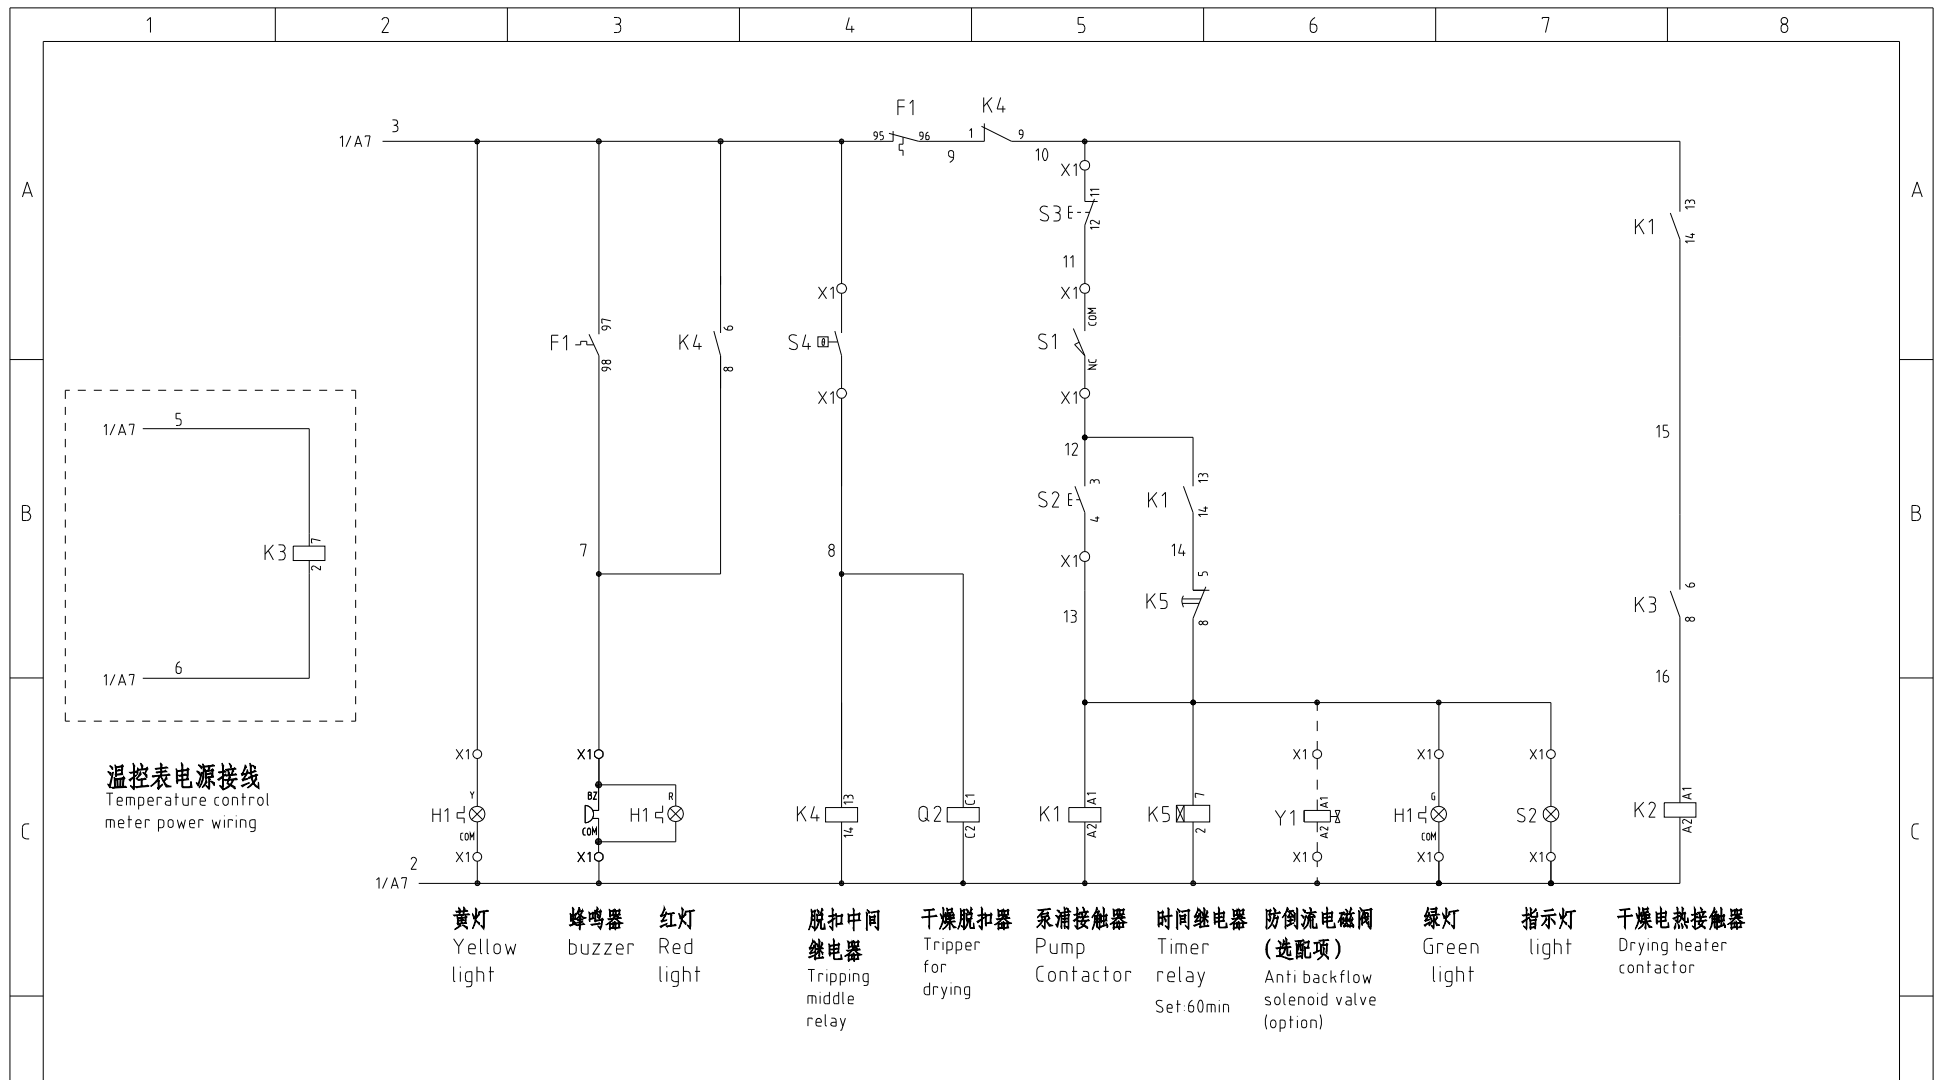 1 2 3 4 5 6 7 8
F1 K4
3
1/A7 95 96 1 9
9 10
X1
A A
11
S3 12
13
K1
14
11
X1 X1
COM
97 6
F1 K4 S4 S1
98 8 NC
X1 X1
5
1/A7
12
15
3 13
B S2 K1 B
4 14
7 8 14
K3 7
2
X1
5
K5
8
6
K3
8
13
6
1/A7
16
X1 X1 X1 X1 X1
温控表电源接线
Temperature control
meter power wiring
Y BZ R 13 C1 A1 7 A1 G A1
H1 H1 K4 Q2 K1 K5 Y1 H1 S2 K2
COM COM 14 C2 A2 2 A2 COM A2
C C
X1 X1 X1 X1 X1
2
1/A7
黄灯
Yellow
light
蜂鸣器
buzzer
红灯
Red
light
脱扣中间
继电器
Tripping
middle
relay
干燥脱扣器
Tripper
for
drying
泵浦接触器
Pump
Contactor
时间继电器
Timer
relay
Set:60min
防倒流电磁阀
(选配项)
Anti backflow
solenoid valve
(option)
绿灯
Green
light
指示灯
light
干燥电热接触器
Drying heater
contactor